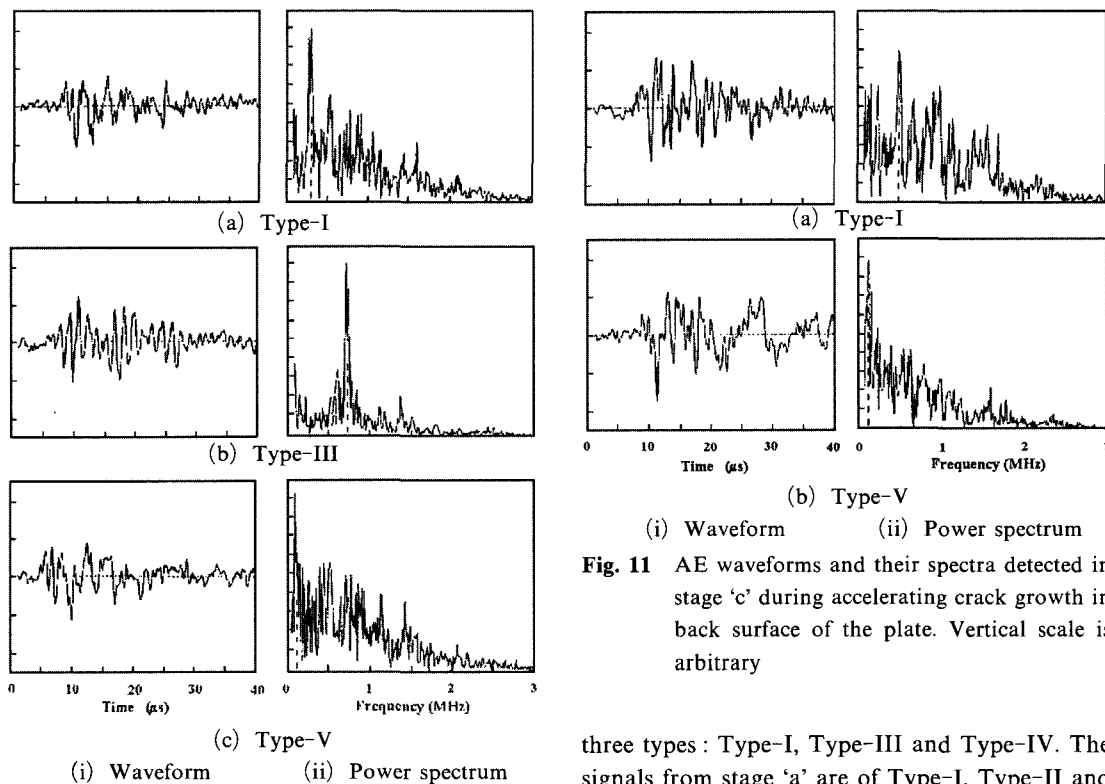 (a) Type-I
(b) Type-III
0 10 20 30 40
Time (μs)
0 1 2 3
Frequency (MHz)
(c) Type-V
(i) Waveform (ii) Power spectrum
(a) Type-I
0 10 20 30 40
Time (μs)
0 1 2
Frequency (MHz)
(b) Type-V
(i) Waveform (ii) Power spectrum
Fig. 11 AE waveforms and their spectra detected in
stage ‘c’ during accelerating crack growth in
back surface of the plate. Vertical scale is
arbitrary
three types : Type-I, Type-III and Type-IV. The
signals from stage ‘a’ are of Type-I, Type-II and